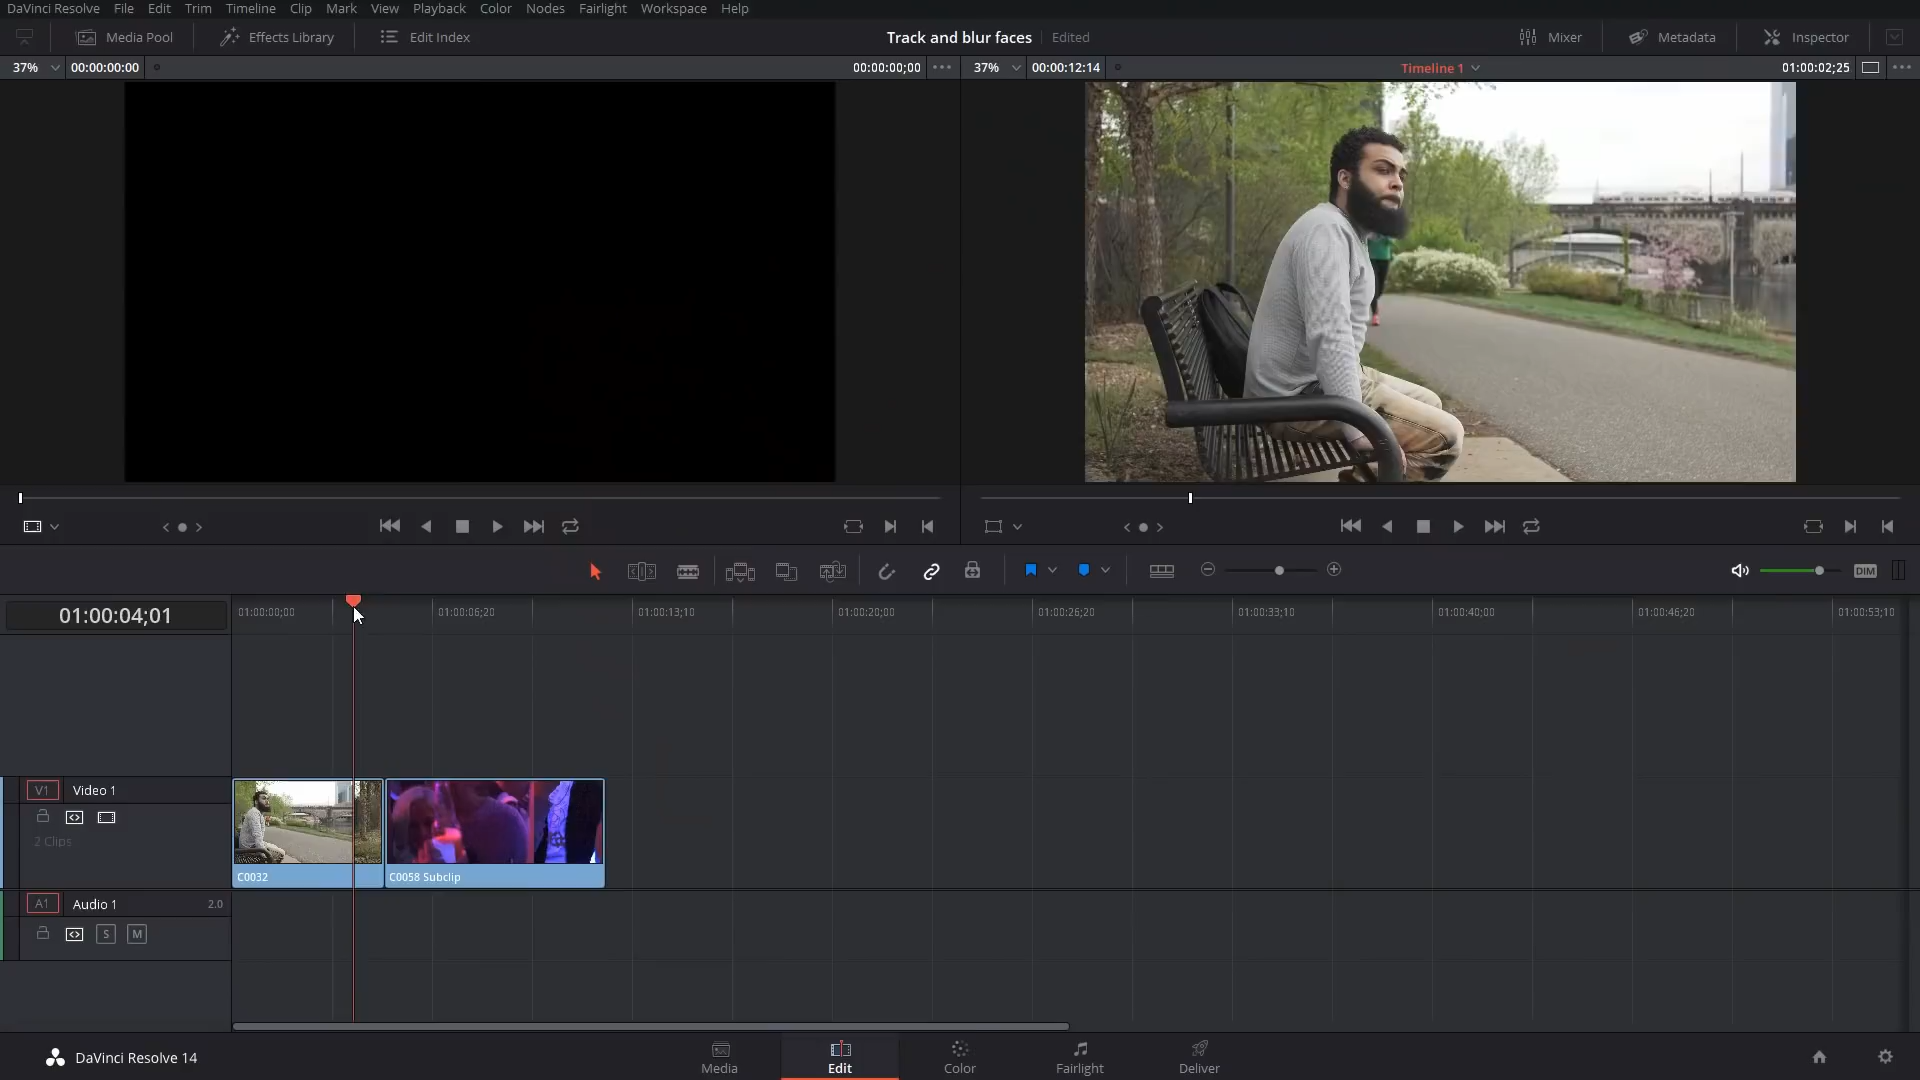 DaVinci Resolve File Edit Trim Timeline Clip Mark View Playback Color Nodes Fairlight Workspace Help
Media Pool Effects Library Edit Index Track and blur faces Edited Mixer Metadata Inspector
37% 00:00:00:00 00:00:00;00 37% 00:00:12:14 Timeline 1 01:00:02;25
DIM
01:00:04;01 01:00:00;00 01:00:06;20 01:00:13;10 01:00:20;00 01:00:26;20 01:00:33;10 01:00:40;00 01:00:46;20 01:00:53;10
V1 Video 1
2 Clips
C0032 C0058 Subclip
A1 Audio 1 2.0
S M
DaVinci Resolve 14 Media Edit Color Fairlight Deliver